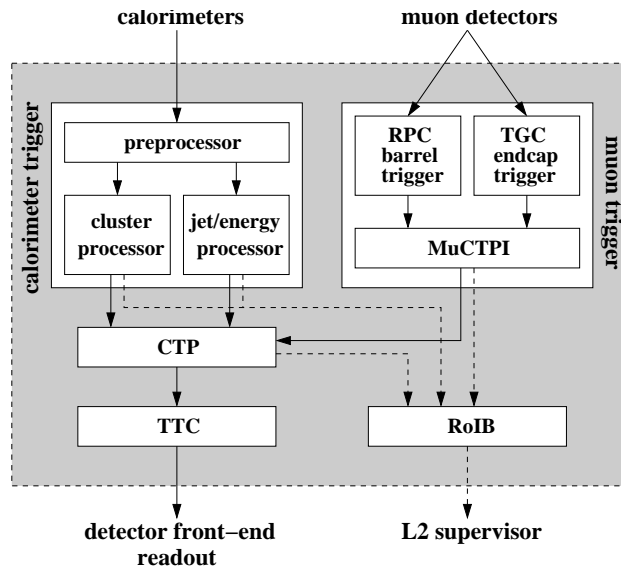 calorimeters
muon detectors
calorimeter trigger
preprocessor
cluster
processor
jet/energy
processor
RPC
barrel
trigger
TGC
endcap
trigger
MuCTPI
muon trigger
CTP
TTC
RoIB
detector front−end
readout
L2 supervisor